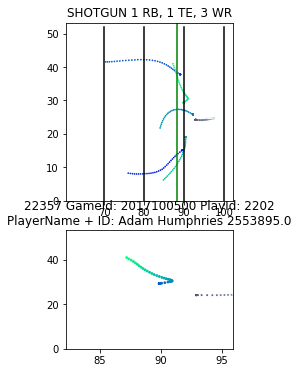 SHOTGUN 1 RB, 1 TE, 3 WR
50
40
30
20
10
0
70 80 90 100
22357 GameId: 2017100500 PlayId: 2202
PlayerName + ID: Adam Humphries 2553895.0
40
20
0
85 90 95